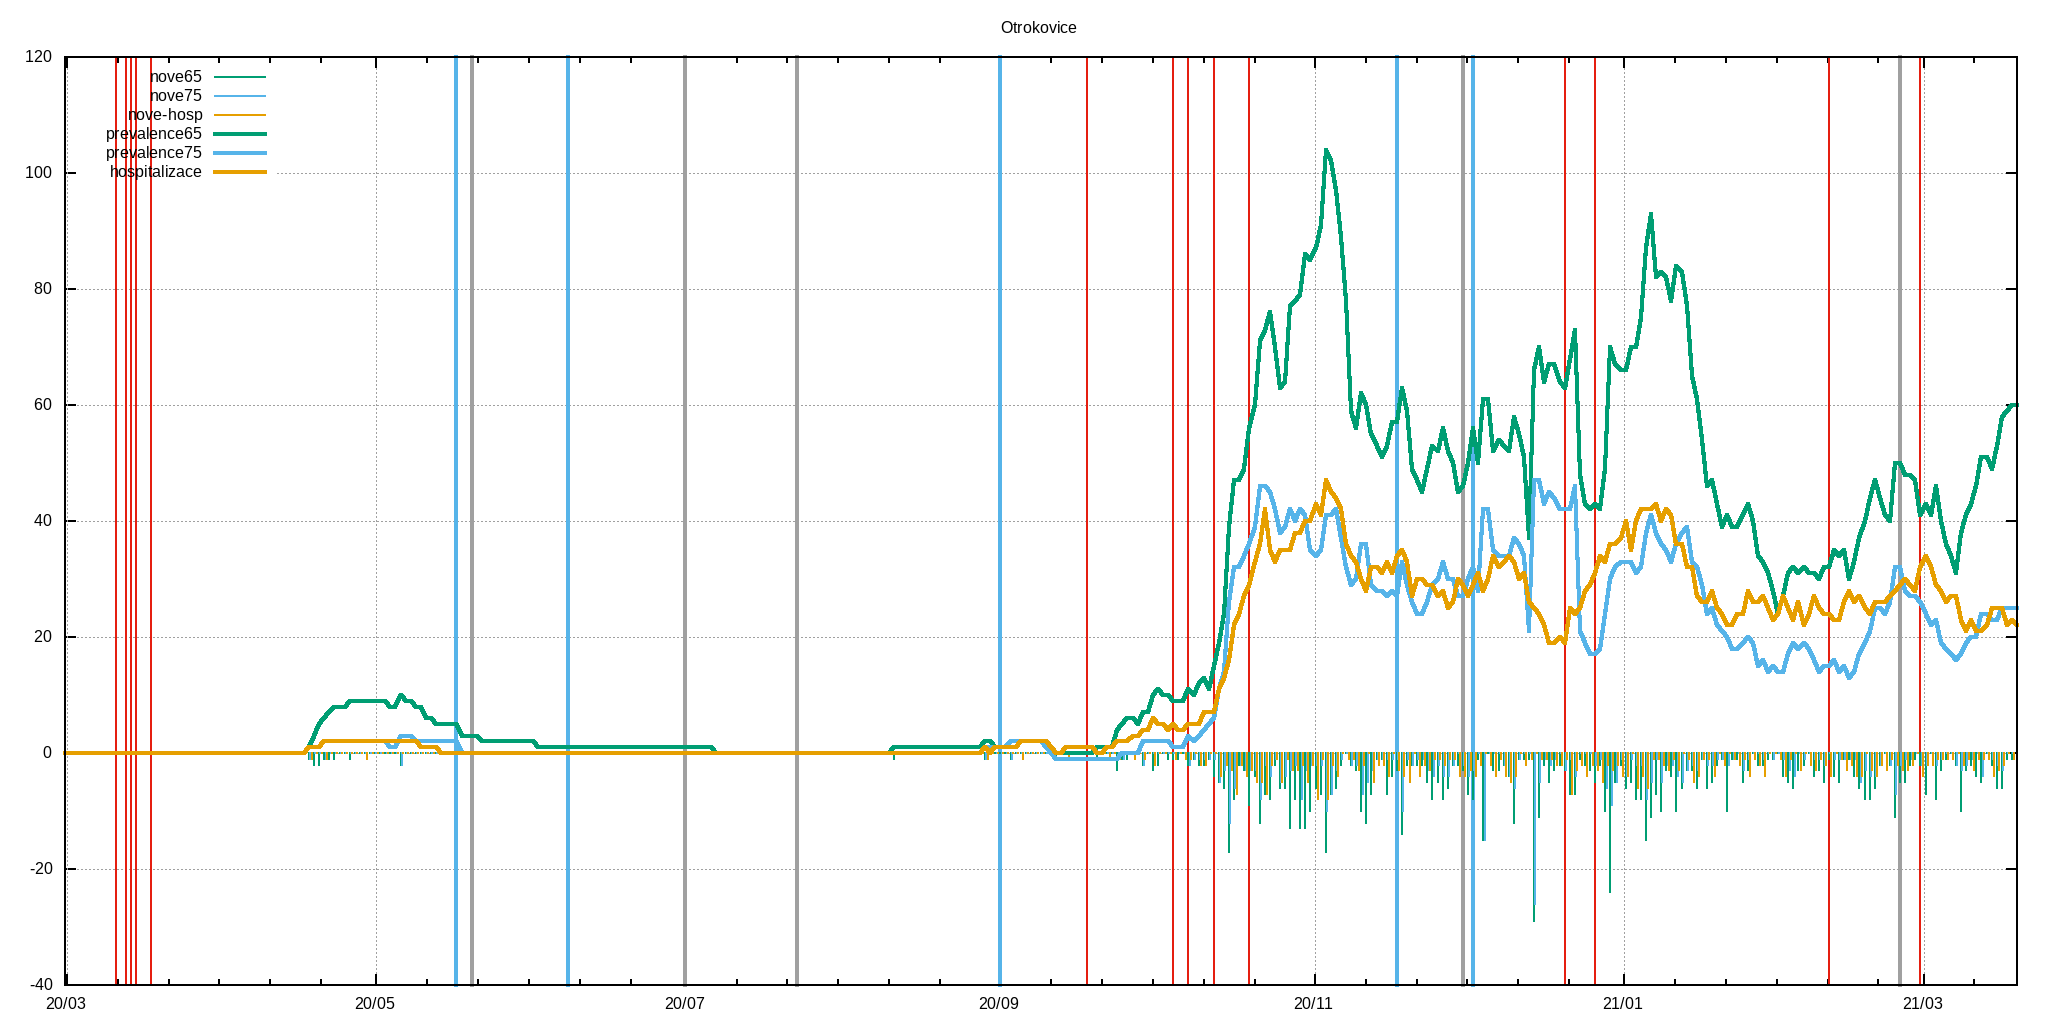 Otrokovice
120
100
80
60
40
20
0
-20
-40
nove65
nove75
nove-hosp
prevalence65
prevalence75
hospitalizace
20/03 20/05 20/07 20/09 20/11 21/01 21/03